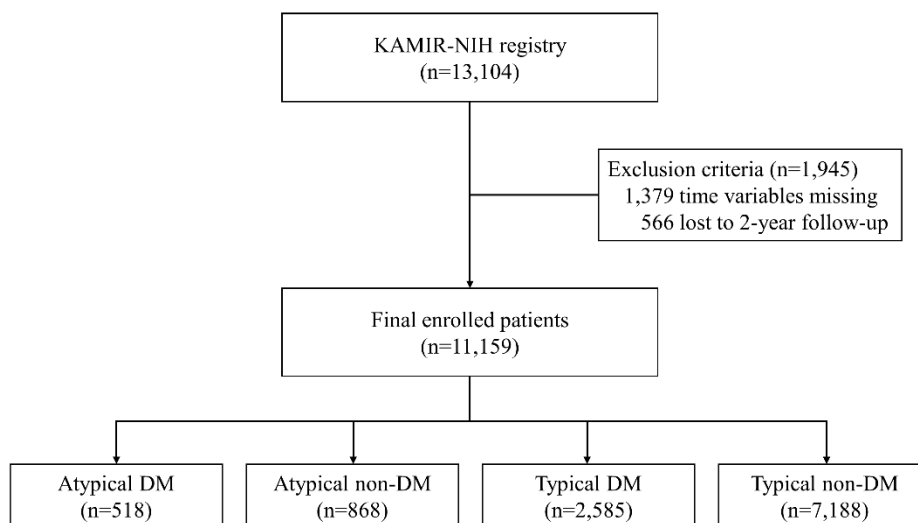 KAMIR-NIH registry
(n=13,104)
Exclusion criteria (n=1,945)
1,379 time variables missing
566 lost to 2-year follow-up
Final enrolled patients
(n=11,159)
Atypical DM
(n=518)
Atypical non-DM
(n=868)
Typical DM
(n=2,585)
Typical non-DM
(n=7,188)